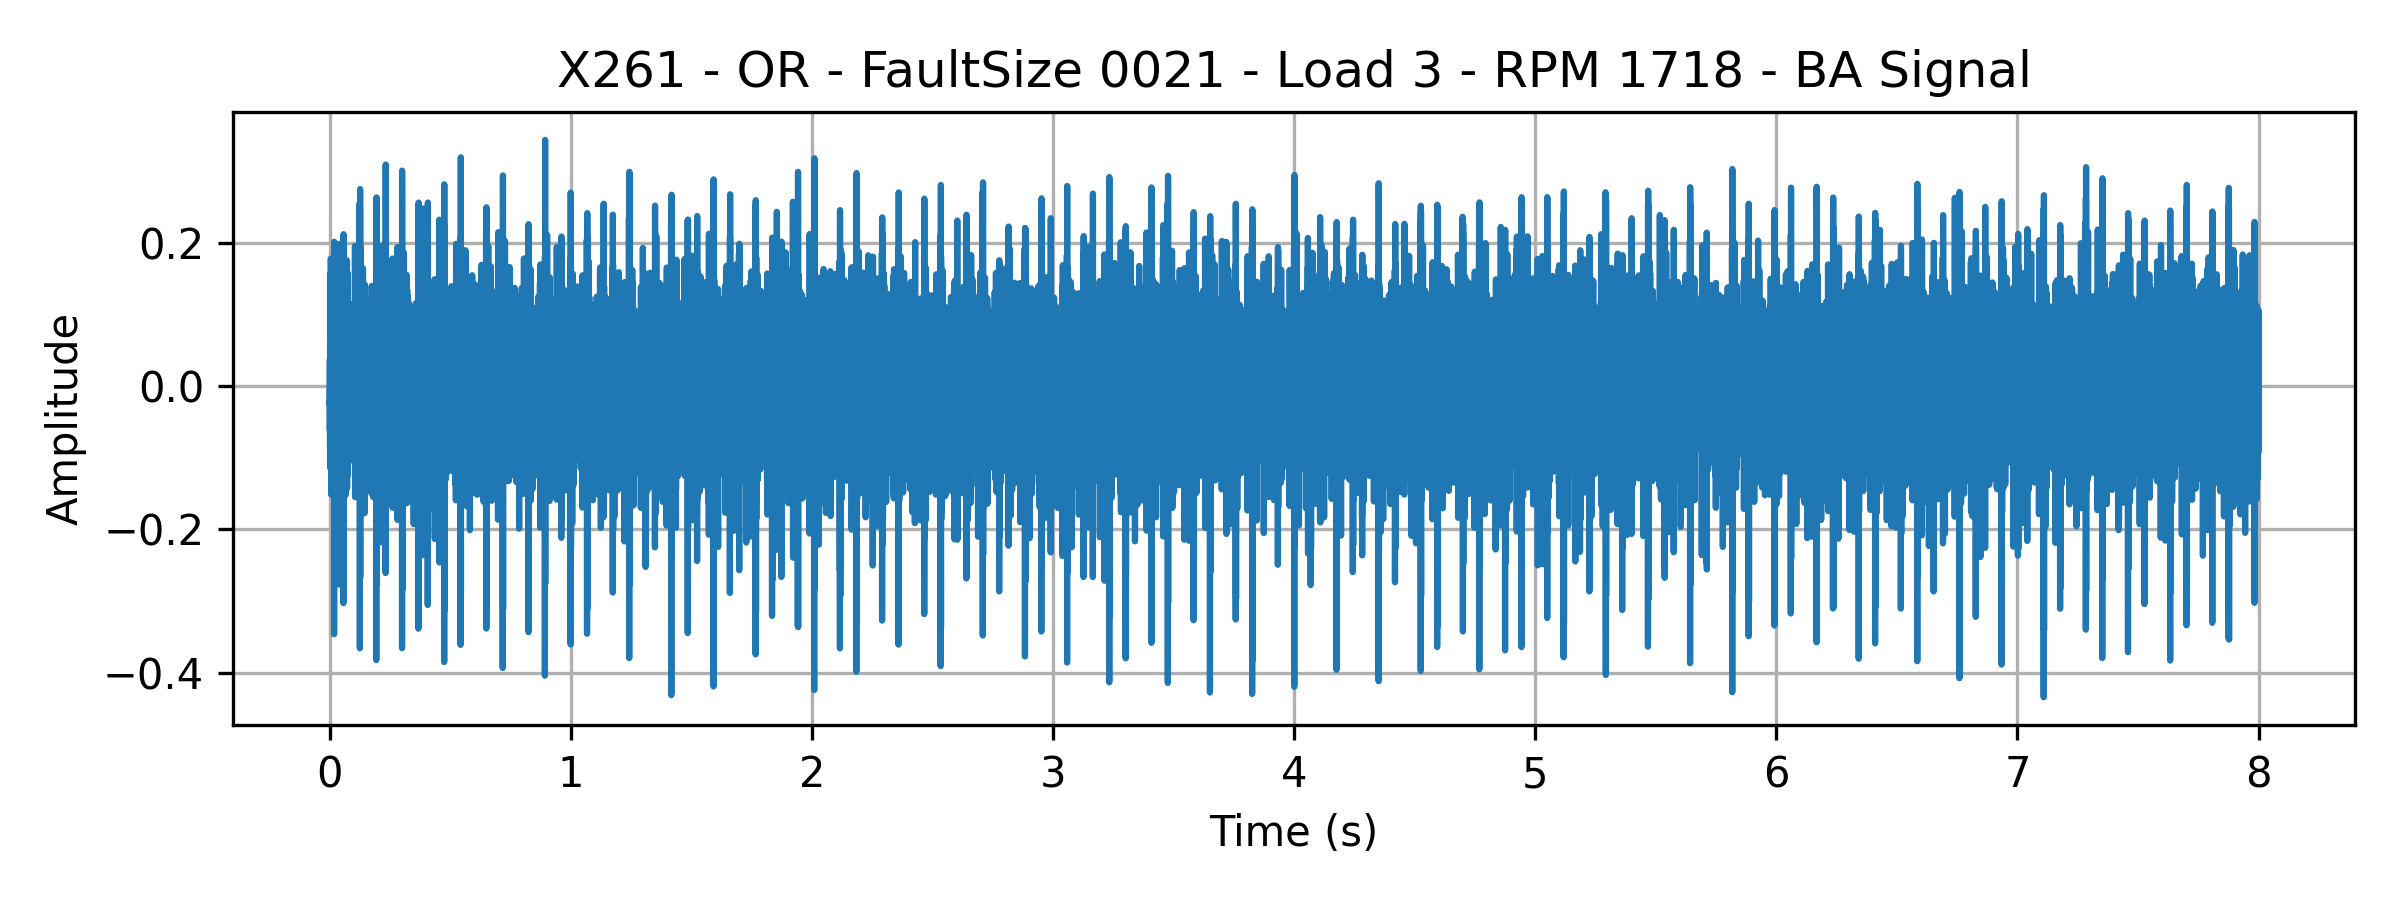 X261 - OR - FaultSize 0021 - Load 3 - RPM 1718 - BA Signal
Amplitude
0.2
0.0
−0.2
−0.4
0 1 2 3 4 5 6 7 8
Time (s)